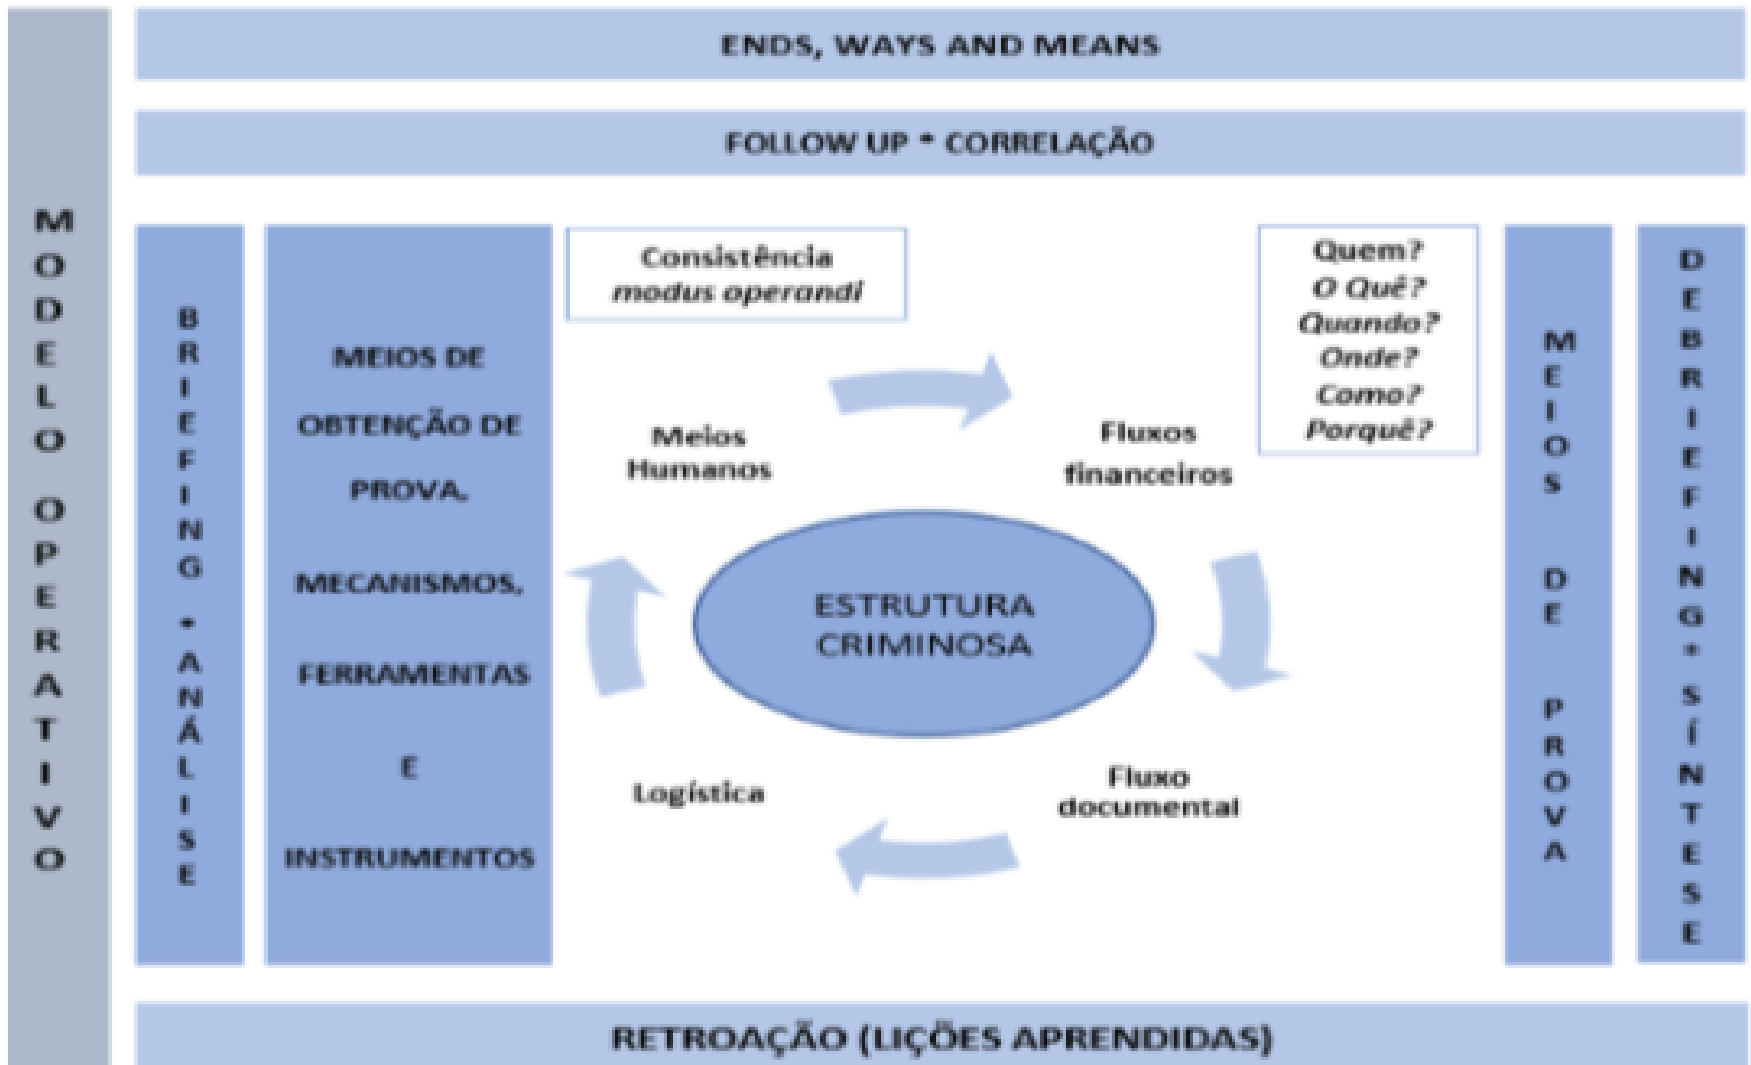 MODELO OPERATIVO
ENDS, WAYS AND MEANS
FOLLOW UP * CORRELAÇÃO
BRIEFING * ANÁLISE
MEIOS DE
OBTENÇÃO DE
PROVA,
MECANISMOS,
FERRAMENTAS
E
INSTRUMENTOS
Consistência
modus operandi
Meios
Humanos
Fluxos
financeiros
ESTRUTURA
CRIMINOSA
Logística
Fluxo
documental
Quem?
O Quê?
Quando?
Onde?
Como?
Porquê?
MEIOS DE PROVA
DEBRIEFING * SÍNTESE
RETROAÇÃO (LIÇÕES APRENDIDAS)